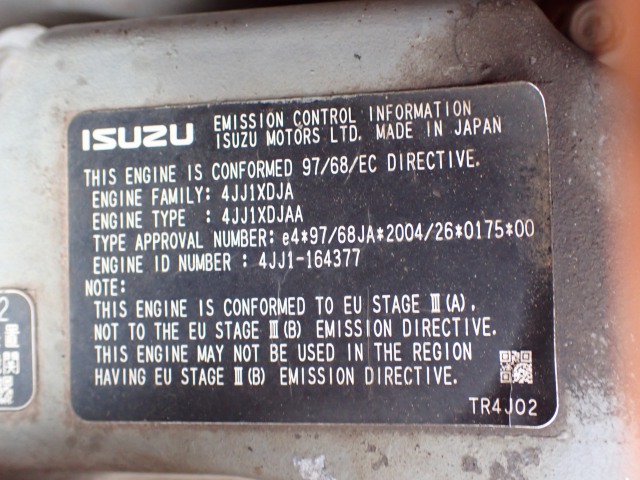 ISUZU EMISSION CONTROL INFORMATION
ISUZU MOTORS LTD. MADE IN JAPAN
THIS ENGINE IS CONFORMED 97/68/EC DIRECTIVE.
ENGINE FAMILY: 4JJ1XDJA
ENGINE TYPE : 4JJ1XDJAA
TYPE APPROVAL NUMBER: e4*97/68JA*2004/26*0175*00
ENGINE ID NUMBER : 4JJ1-164377
NOTE:
THIS ENGINE IS CONFORMED TO EU STAGE Ⅲ(A).
NOT TO THE EU STAGE Ⅲ(B) EMISSION DIRECTIVE.
THIS ENGINE MAY NOT BE USED IN THE REGION
HAVING EU STAGE Ⅲ(B) EMISSION DIRECTIVE.
TR4J02
2
量
関